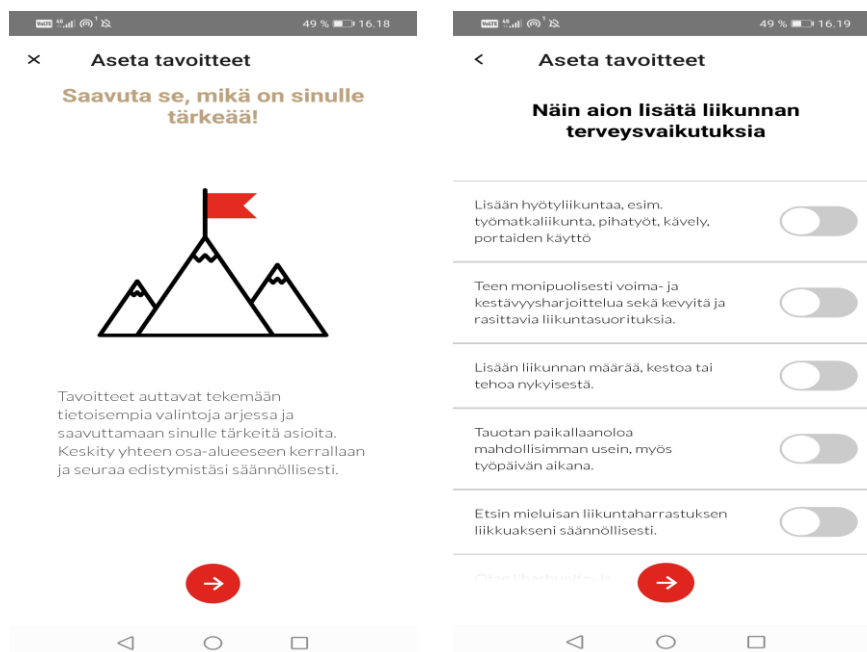 49 % 16.18
Aseta tavoitteet
Saavuta se, mikä on sinulle
tärkeää!
Tavoitteet auttavat tekemään
tietoisempia valintoja arjessa ja
saavuttamaan sinulle tärkeitä asioita.
Keskity yhteen osa-alueeseen kerrallaan
ja seuraa edistymistäsi säännöllisesti.
49 % 16.19
Aseta tavoitteet
Näin aion lisätä liikunnan
terveysvaikutuksia
Lisään hyötyliikuntaa, esim.
työmatkaliikunta, pihatyöt, kävely,
portaiden käyttö
Teen monipuolisesti voima- ja
kestävyysharjoittelua sekä kevyitä ja
rasittavia liikuntasuorituksia.
Lisään liikunnan määrää, kestoa tai
tehoa nykyisestä.
Tauotan paikallaanoloa
mahdollisimman usein, myös
työpäivän aikana.
Etsin mieluisan liikuntaharrastuksen
liikkuakseni säännöllisesti.